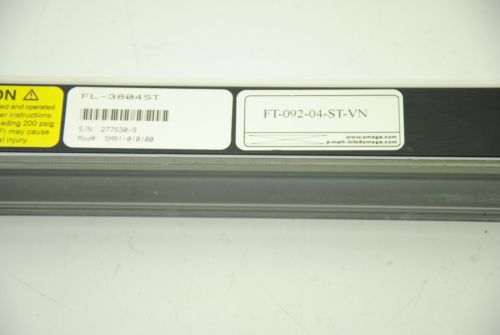 ON ⚠
ed and operated
er instructions.
eding 200 psig
F) may cause
al injury.
FL-3804ST
S/N: 277530-9
Mod#: SMR1-010100
FT-092-04-ST-VN
www.omega.com
e-mail: info@omega.com